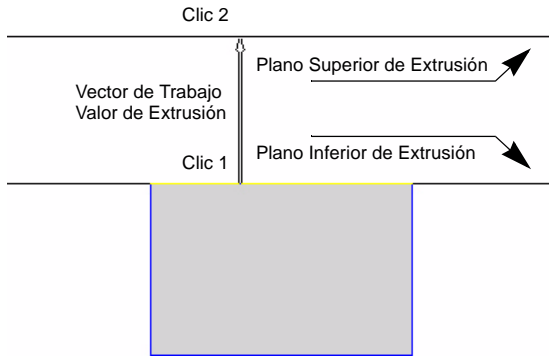 Clic 2
Plano Superior de Extrusión
Vector de Trabajo
Valor de Extrusión
Clic 1
Plano Inferior de Extrusión